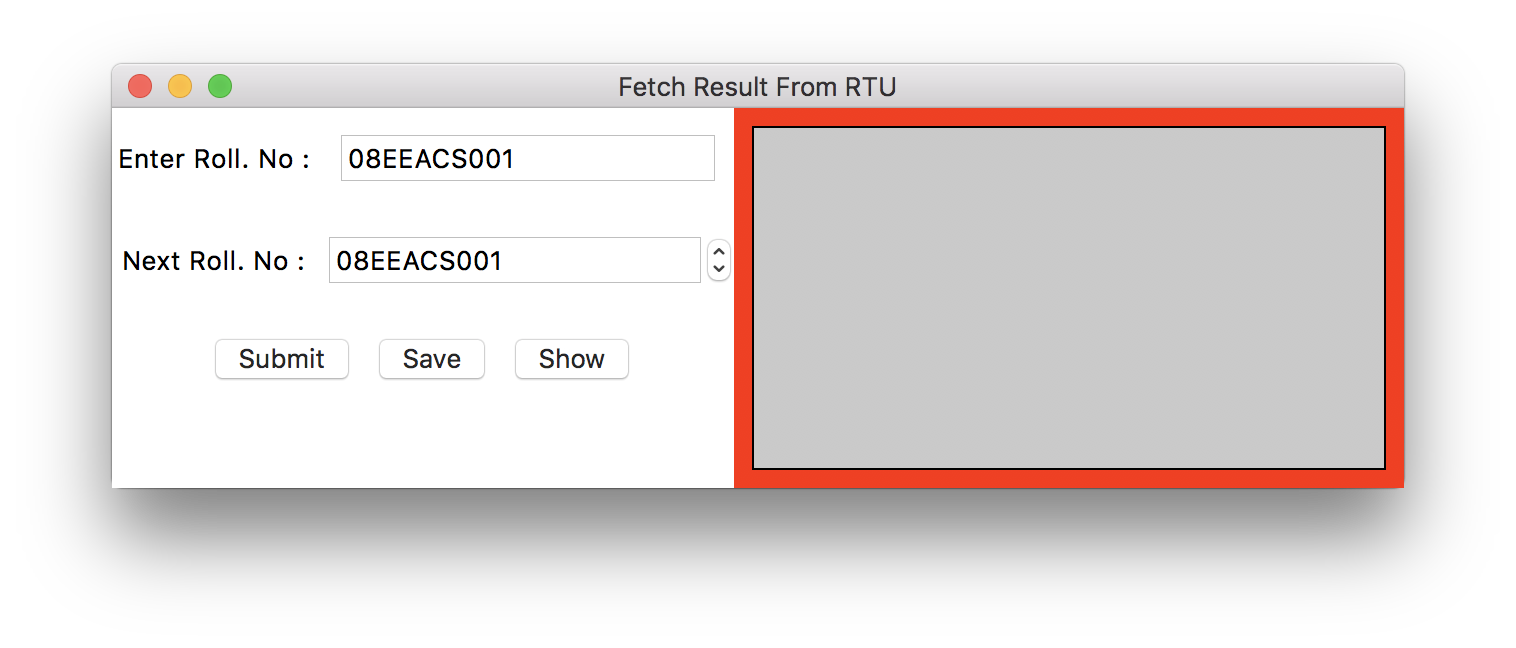 Fetch Result From RTU
Enter Roll. No : 08EEACS001
Next Roll. No : 08EEACS001
Submit Save Show